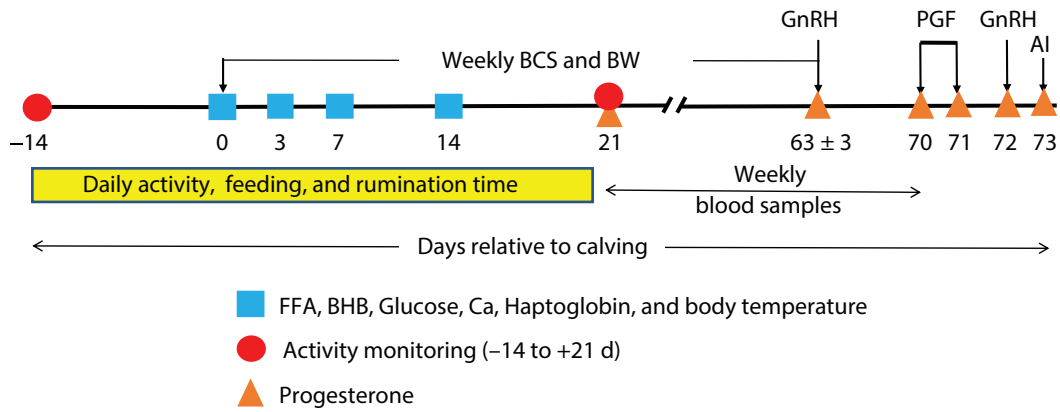 GnRH PGF GnRH
AI
Weekly BCS and BW
–14 0 3 7 14 21 63 ± 3 70 71 72 73
Daily activity, feeding, and rumination time
Weekly
blood samples
Days relative to calving
FFA, BHB, Glucose, Ca, Haptoglobin, and body temperature
Activity monitoring (–14 to +21 d)
Progesterone